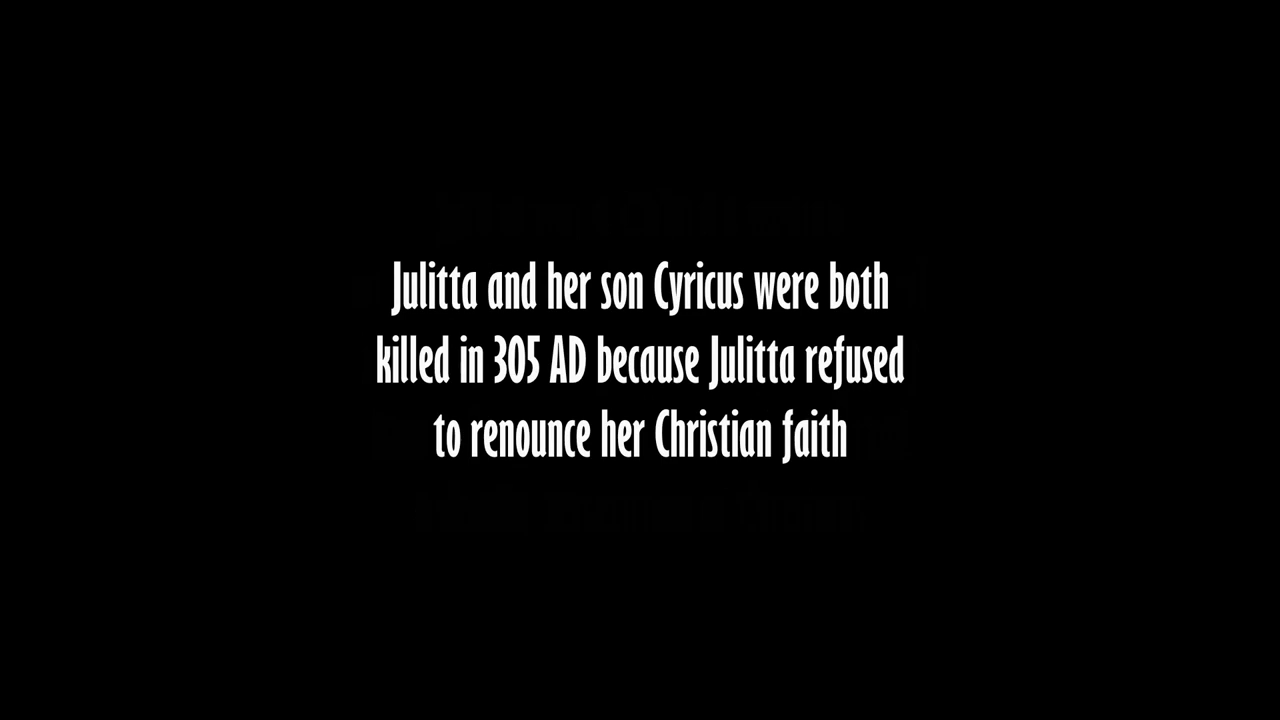 Julitta and her son Cyricus were both
killed in 305 AD because Julitta refused
to renounce her Christian faith